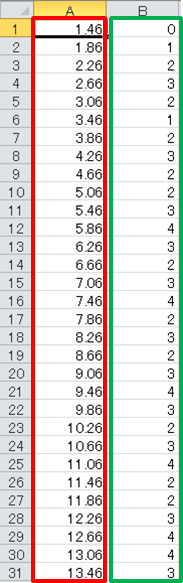 A B
1 1.46 0
2 1.86 1
3 2.26 2
4 2.66 3
5 3.06 2
6 3.46 1
7 3.86 2
8 4.26 3
9 4.66 2
10 5.06 2
11 5.46 3
12 5.86 4
13 6.26 3
14 6.66 2
15 7.06 3
16 7.46 4
17 7.86 2
18 8.26 3
19 8.66 2
20 9.06 3
21 9.46 4
22 9.86 3
23 10.26 2
24 10.66 3
25 11.06 4
26 11.46 2
27 11.86 2
28 12.26 3
29 12.66 4
30 13.06 4
31 13.46 3